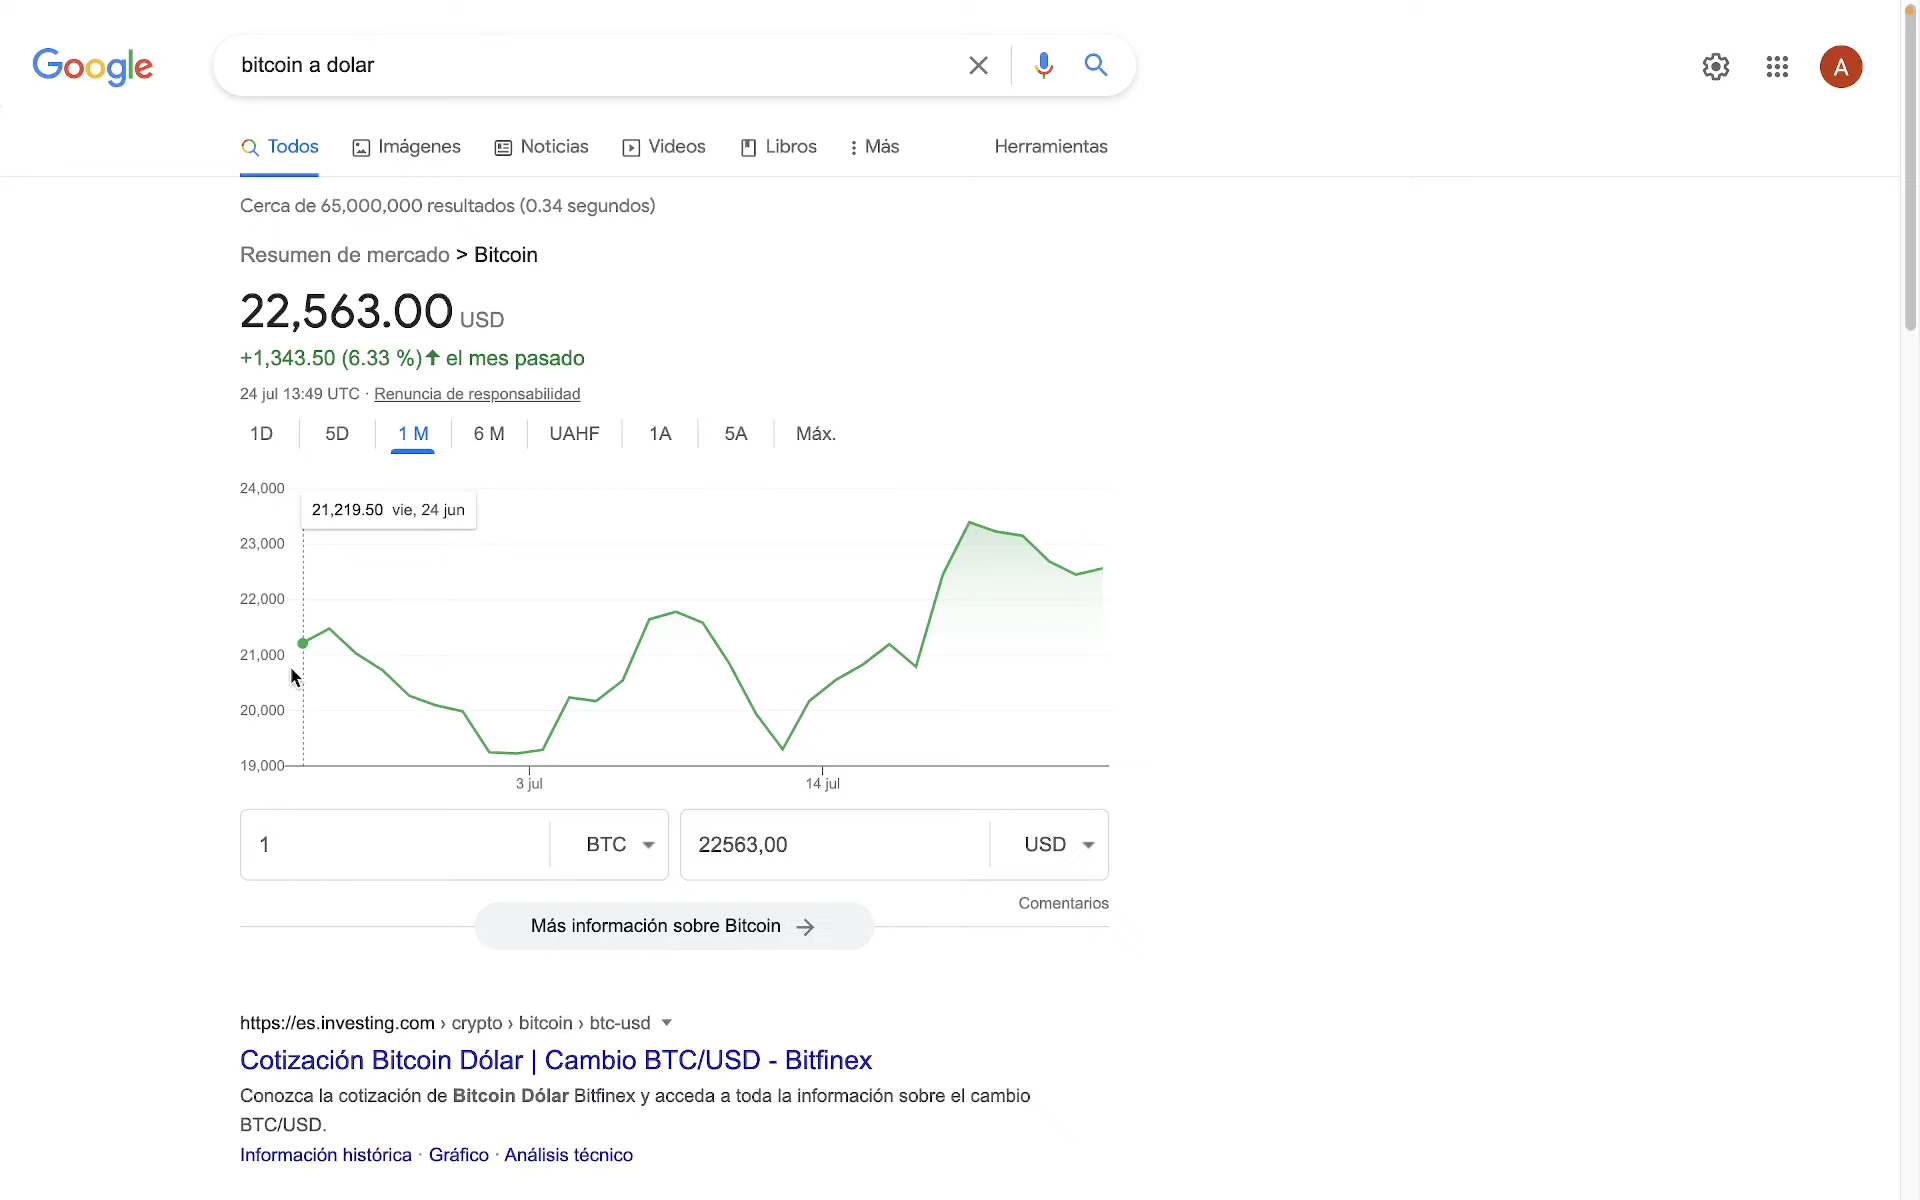 Google
bitcoin a dolar
A
Todos
Imágenes
Noticias
Videos
Libros
Más
Herramientas
Cerca de 65,000,000 resultados (0.34 segundos)
Resumen de mercado > Bitcoin
22,563.00 USD
+1,343.50 (6.33 %) el mes pasado
24 jul 13:49 UTC · Renuncia de responsabilidad
1D
5D
1 M
6 M
UAHF
1A
5A
Máx.
24,000
21,219.50 vie, 24 jun
23,000
22,000
21,000
20,000
19,000
3 jul
14 jul
1
BTC
22563,00
USD
Comentarios
Más información sobre Bitcoin
https://es.investing.com › crypto › bitcoin › btc-usd
Cotización Bitcoin Dólar | Cambio BTC/USD - Bitfinex
Conozca la cotización de Bitcoin Dólar Bitfinex y acceda a toda la información sobre el cambio
BTC/USD.
Información histórica · Gráfico · Análisis técnico